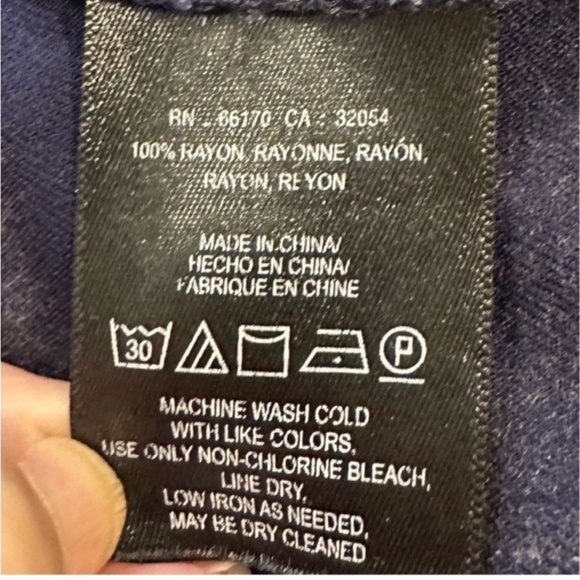 RN . 66170 CA : 32054
100% RAYON, RAYONNE, RAYÓN,
RAYON, REYON
MADE IN CHINA/
HECHO EN CHINA/
FABRIQUE EN CHINE
30 P
MACHINE WASH COLD
WITH LIKE COLORS,
USE ONLY NON-CHLORINE BLEACH,
LINE DRY,
LOW IRON AS NEEDED,
MAY BE DRY CLEANED